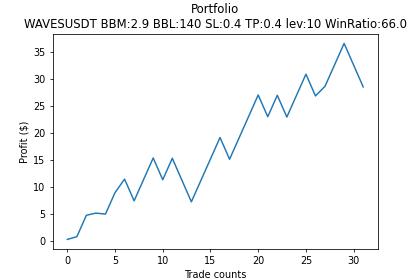 Portfolio
WAVESUSDT BBM:2.9 BBL:140 SL:0.4 TP:0.4 lev:10 WinRatio:66.0
Profit ($)
35
30
25
20
15
10
5
0
0 5 10 15 20 25 30
Trade counts